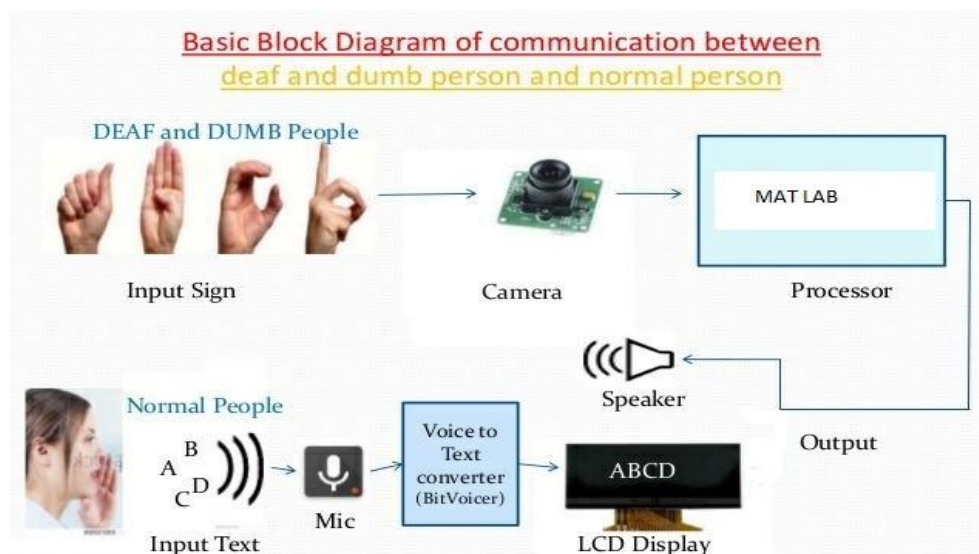 Basic Block Diagram of communication between
deaf and dumb person and normal person
DEAF and DUMB People
MAT LAB
Input Sign
Camera
Processor
Speaker
Output
Normal People
A
B
C
D
Mic
Voice to
Text
converter
(BitVoicer)
ABCD
Input Text
LCD Display